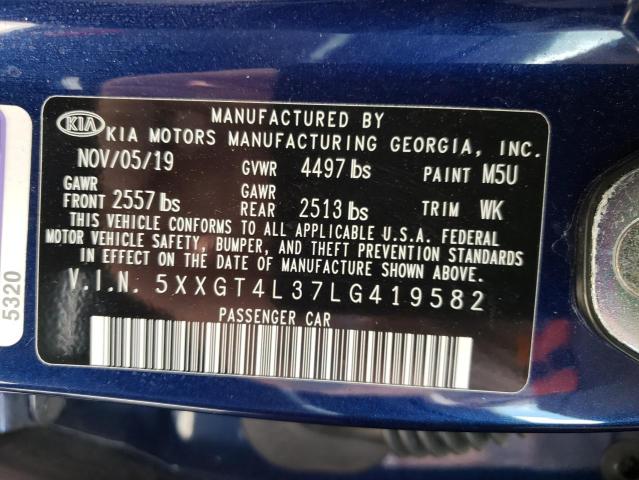 MANUFACTURED BY
KIA KIA MOTORS MANUFACTURING GEORGIA, INC.
NOV/05/19 GVWR 4497 lbs PAINT M5U
GAWR GAWR
FRONT 2557 lbs REAR 2513 lbs TRIM WK
THIS VEHICLE CONFORMS TO ALL APPLICABLE U.S.A. FEDERAL
MOTOR VEHICLE SAFETY, BUMPER, AND THEFT PREVENTION STANDARDS
IN EFFECT ON THE DATE OF MANUFACTURE SHOWN ABOVE.
V.I.N. 5XXGT4L37LG419582
PASSENGER CAR
5320